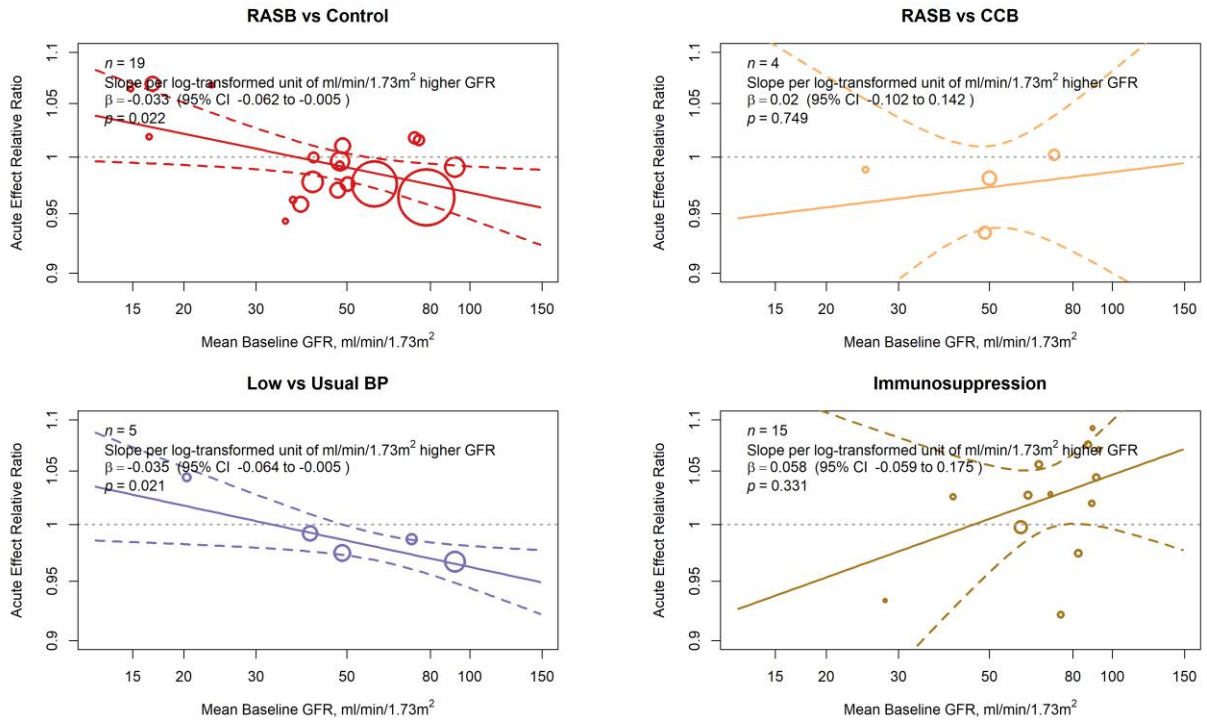 RASB vs Control
n = 19
Slope per log-transformed unit of ml/min/1.73m² higher GFR
β = -0.033 (95% CI -0.062 to -0.005 )
p = 0.022
Acute Effect Relative Ratio
1.1
1.05
1
0.95
0.9
15 20 30 50 80 100 150
Mean Baseline GFR, ml/min/1.73m²
RASB vs CCB
n = 4
Slope per log-transformed unit of ml/min/1.73m² higher GFR
β = 0.02 (95% CI -0.102 to 0.142 )
p = 0.749
Acute Effect Relative Ratio
1.1
1.05
1
0.95
0.9
15 20 30 50 80 100 150
Mean Baseline GFR, ml/min/1.73m²
Low vs Usual BP
n = 5
Slope per log-transformed unit of ml/min/1.73m² higher GFR
β = -0.035 (95% CI -0.064 to -0.005 )
p = 0.021
Acute Effect Relative Ratio
1.1
1.05
1
0.95
0.9
15 20 30 50 80 100 150
Mean Baseline GFR, ml/min/1.73m²
Immunosuppression
n = 15
Slope per log-transformed unit of ml/min/1.73m² higher GFR
β = 0.058 (95% CI -0.059 to 0.175 )
p = 0.331
Acute Effect Relative Ratio
1.1
1.05
1
0.95
0.9
15 20 30 50 80 100 150
Mean Baseline GFR, ml/min/1.73m²